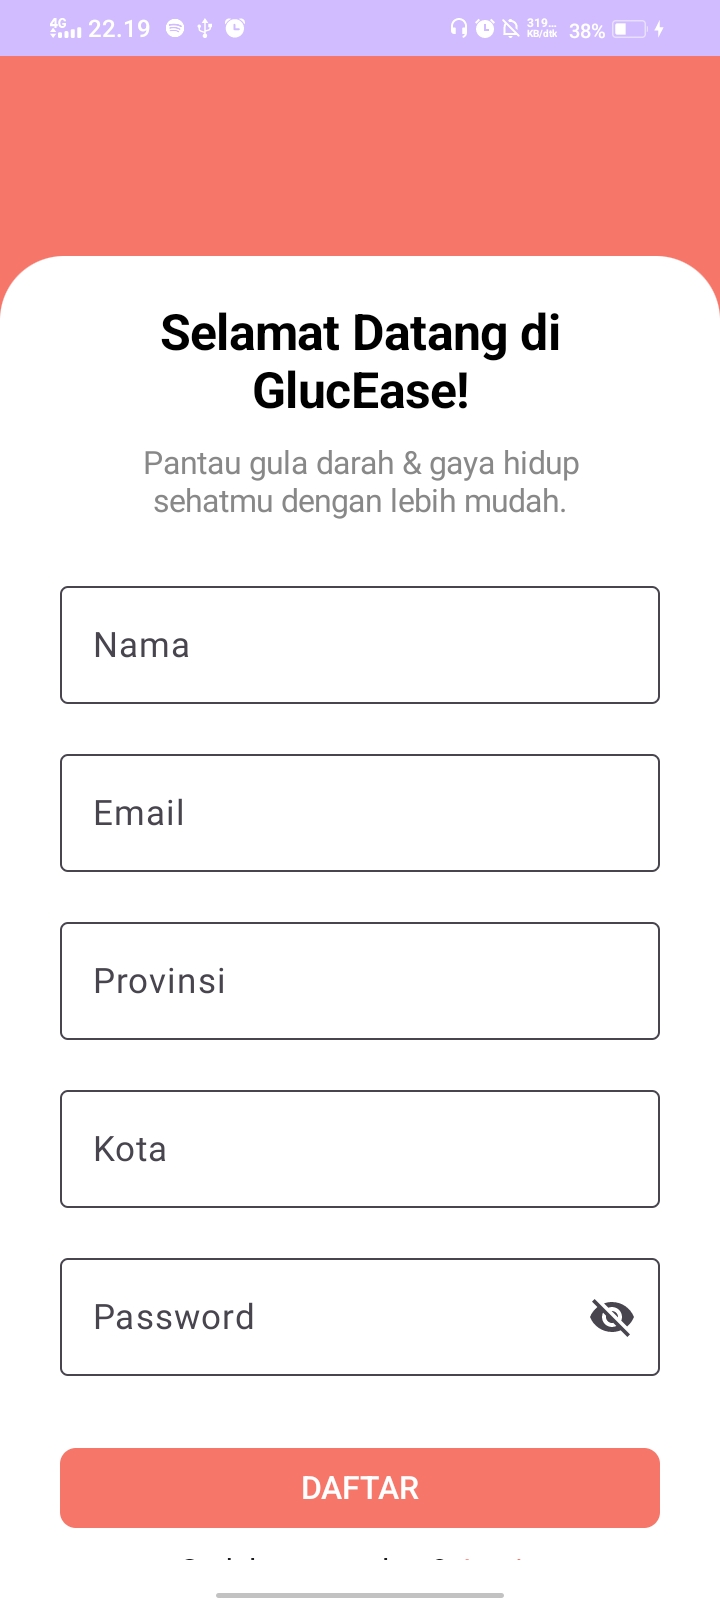 4G 22.19 319... KB/dtk 38%
Selamat Datang di
GlucEase!
Pantau gula darah & gaya hidup
sehatmu dengan lebih mudah.
Nama
Email
Provinsi
Kota
Password
DAFTAR